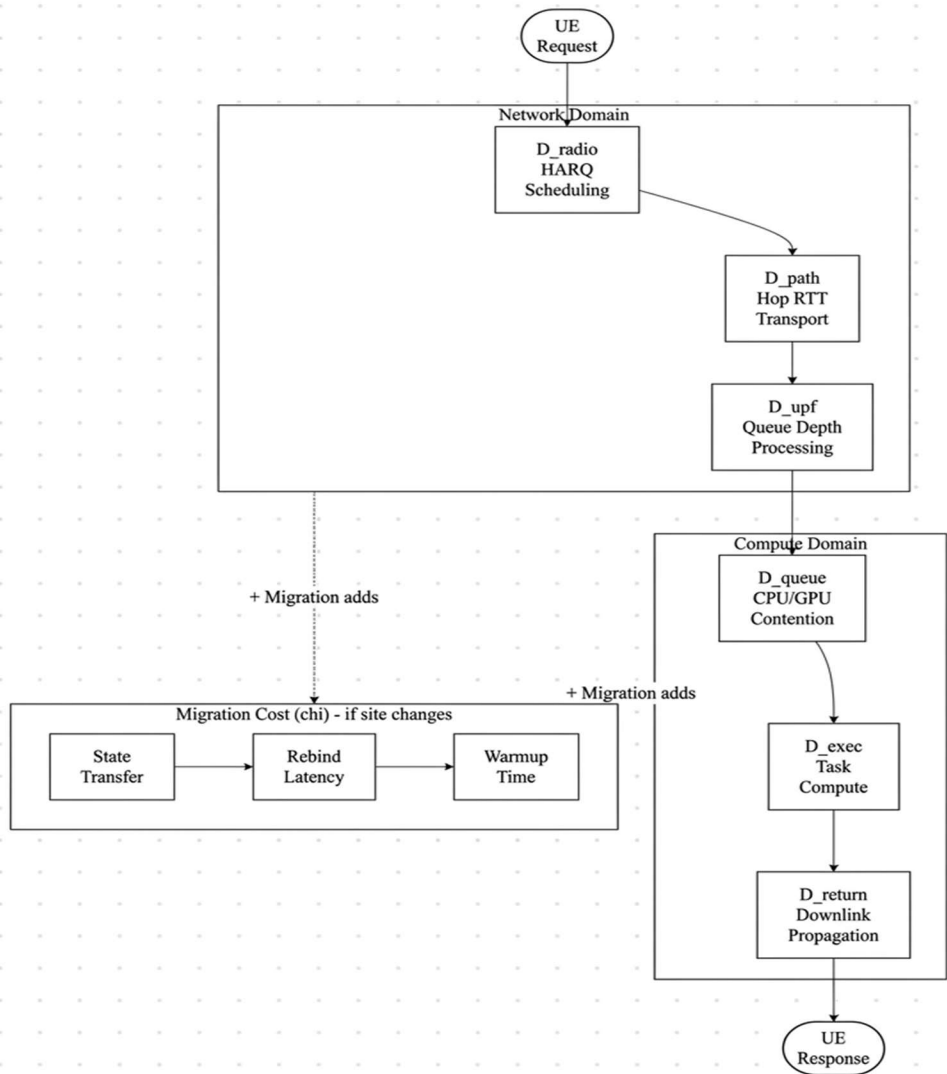 UE
Request
Network Domain
D_radio
HARQ
Scheduling
D_path
Hop RTT
Transport
D_upf
Queue Depth
Processing
Compute Domain
D_queue
CPU/GPU
Contention
+ Migration adds
+ Migration adds
Migration Cost (chi) - if site changes
State
Transfer
Rebind
Latency
Warmup
Time
D_exec
Task
Compute
D_return
Downlink
Propagation
UE
Response